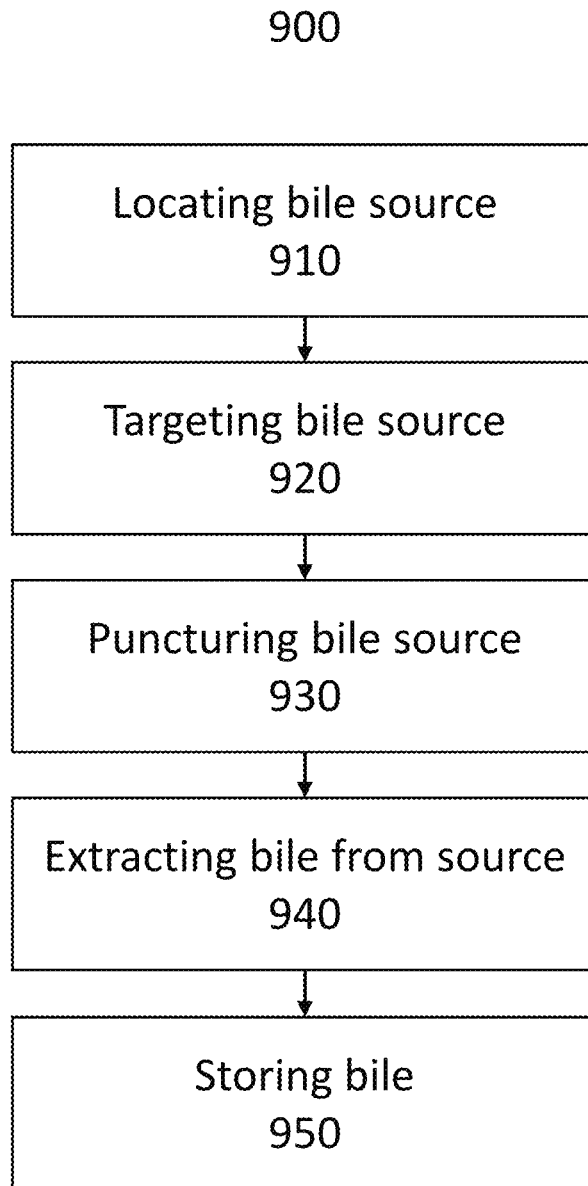 900
Locating bile source
910
Targeting bile source
920
Puncturing bile source
930
Extracting bile from source
940
Storing bile
950